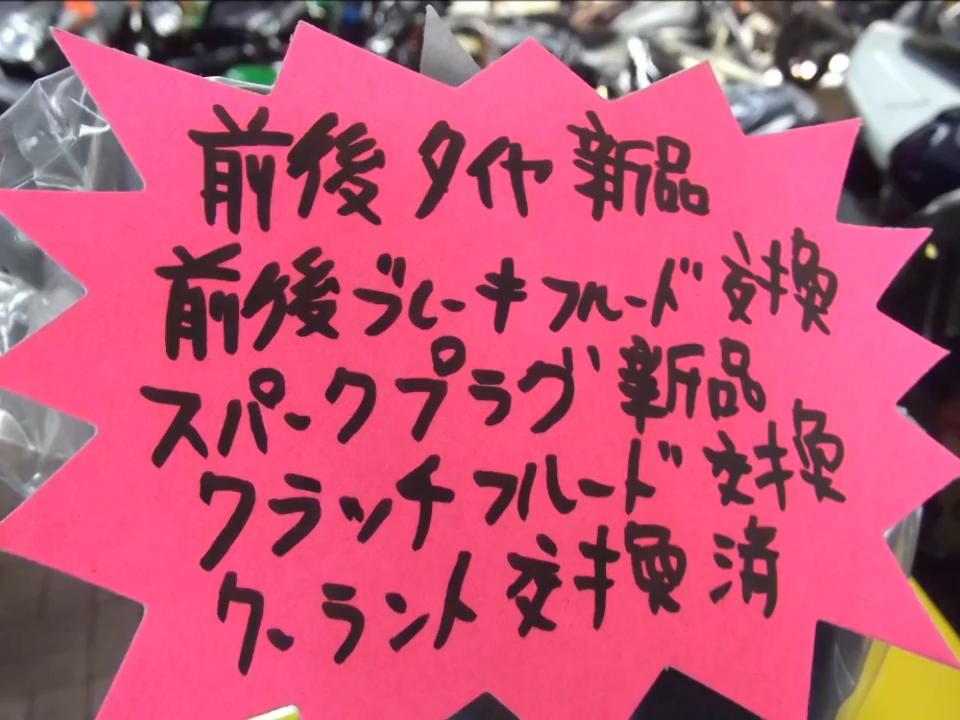 前後 タイヤ 新品
前後 ブレーキ フルード 交換
スパークプラグ 新品
クラッチフルード 交換
クーラント 交換 済